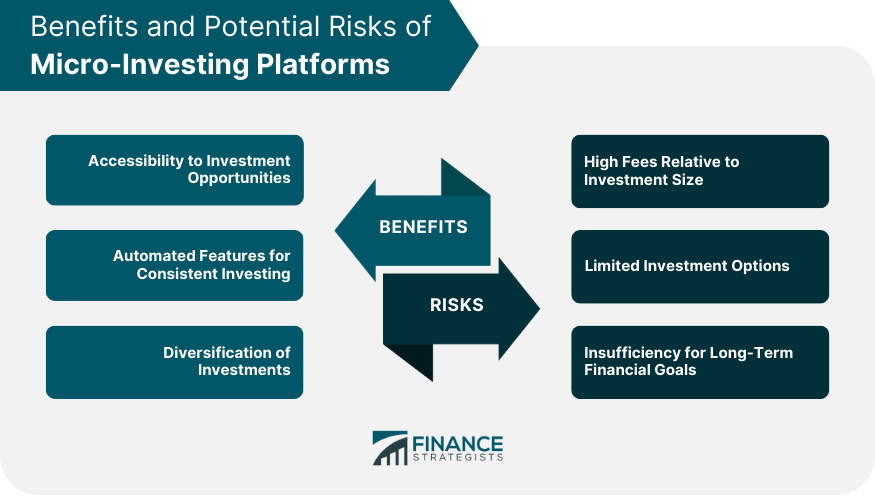 Benefits and Potential Risks of
Micro-Investing Platforms
Accessibility to Investment
Opportunities
Automated Features for
Consistent Investing
Diversification of
Investments
BENEFITS
RISKS
High Fees Relative to
Investment Size
Limited Investment Options
Insufficiency for Long-Term
Financial Goals
FINANCE
STRATEGISTS